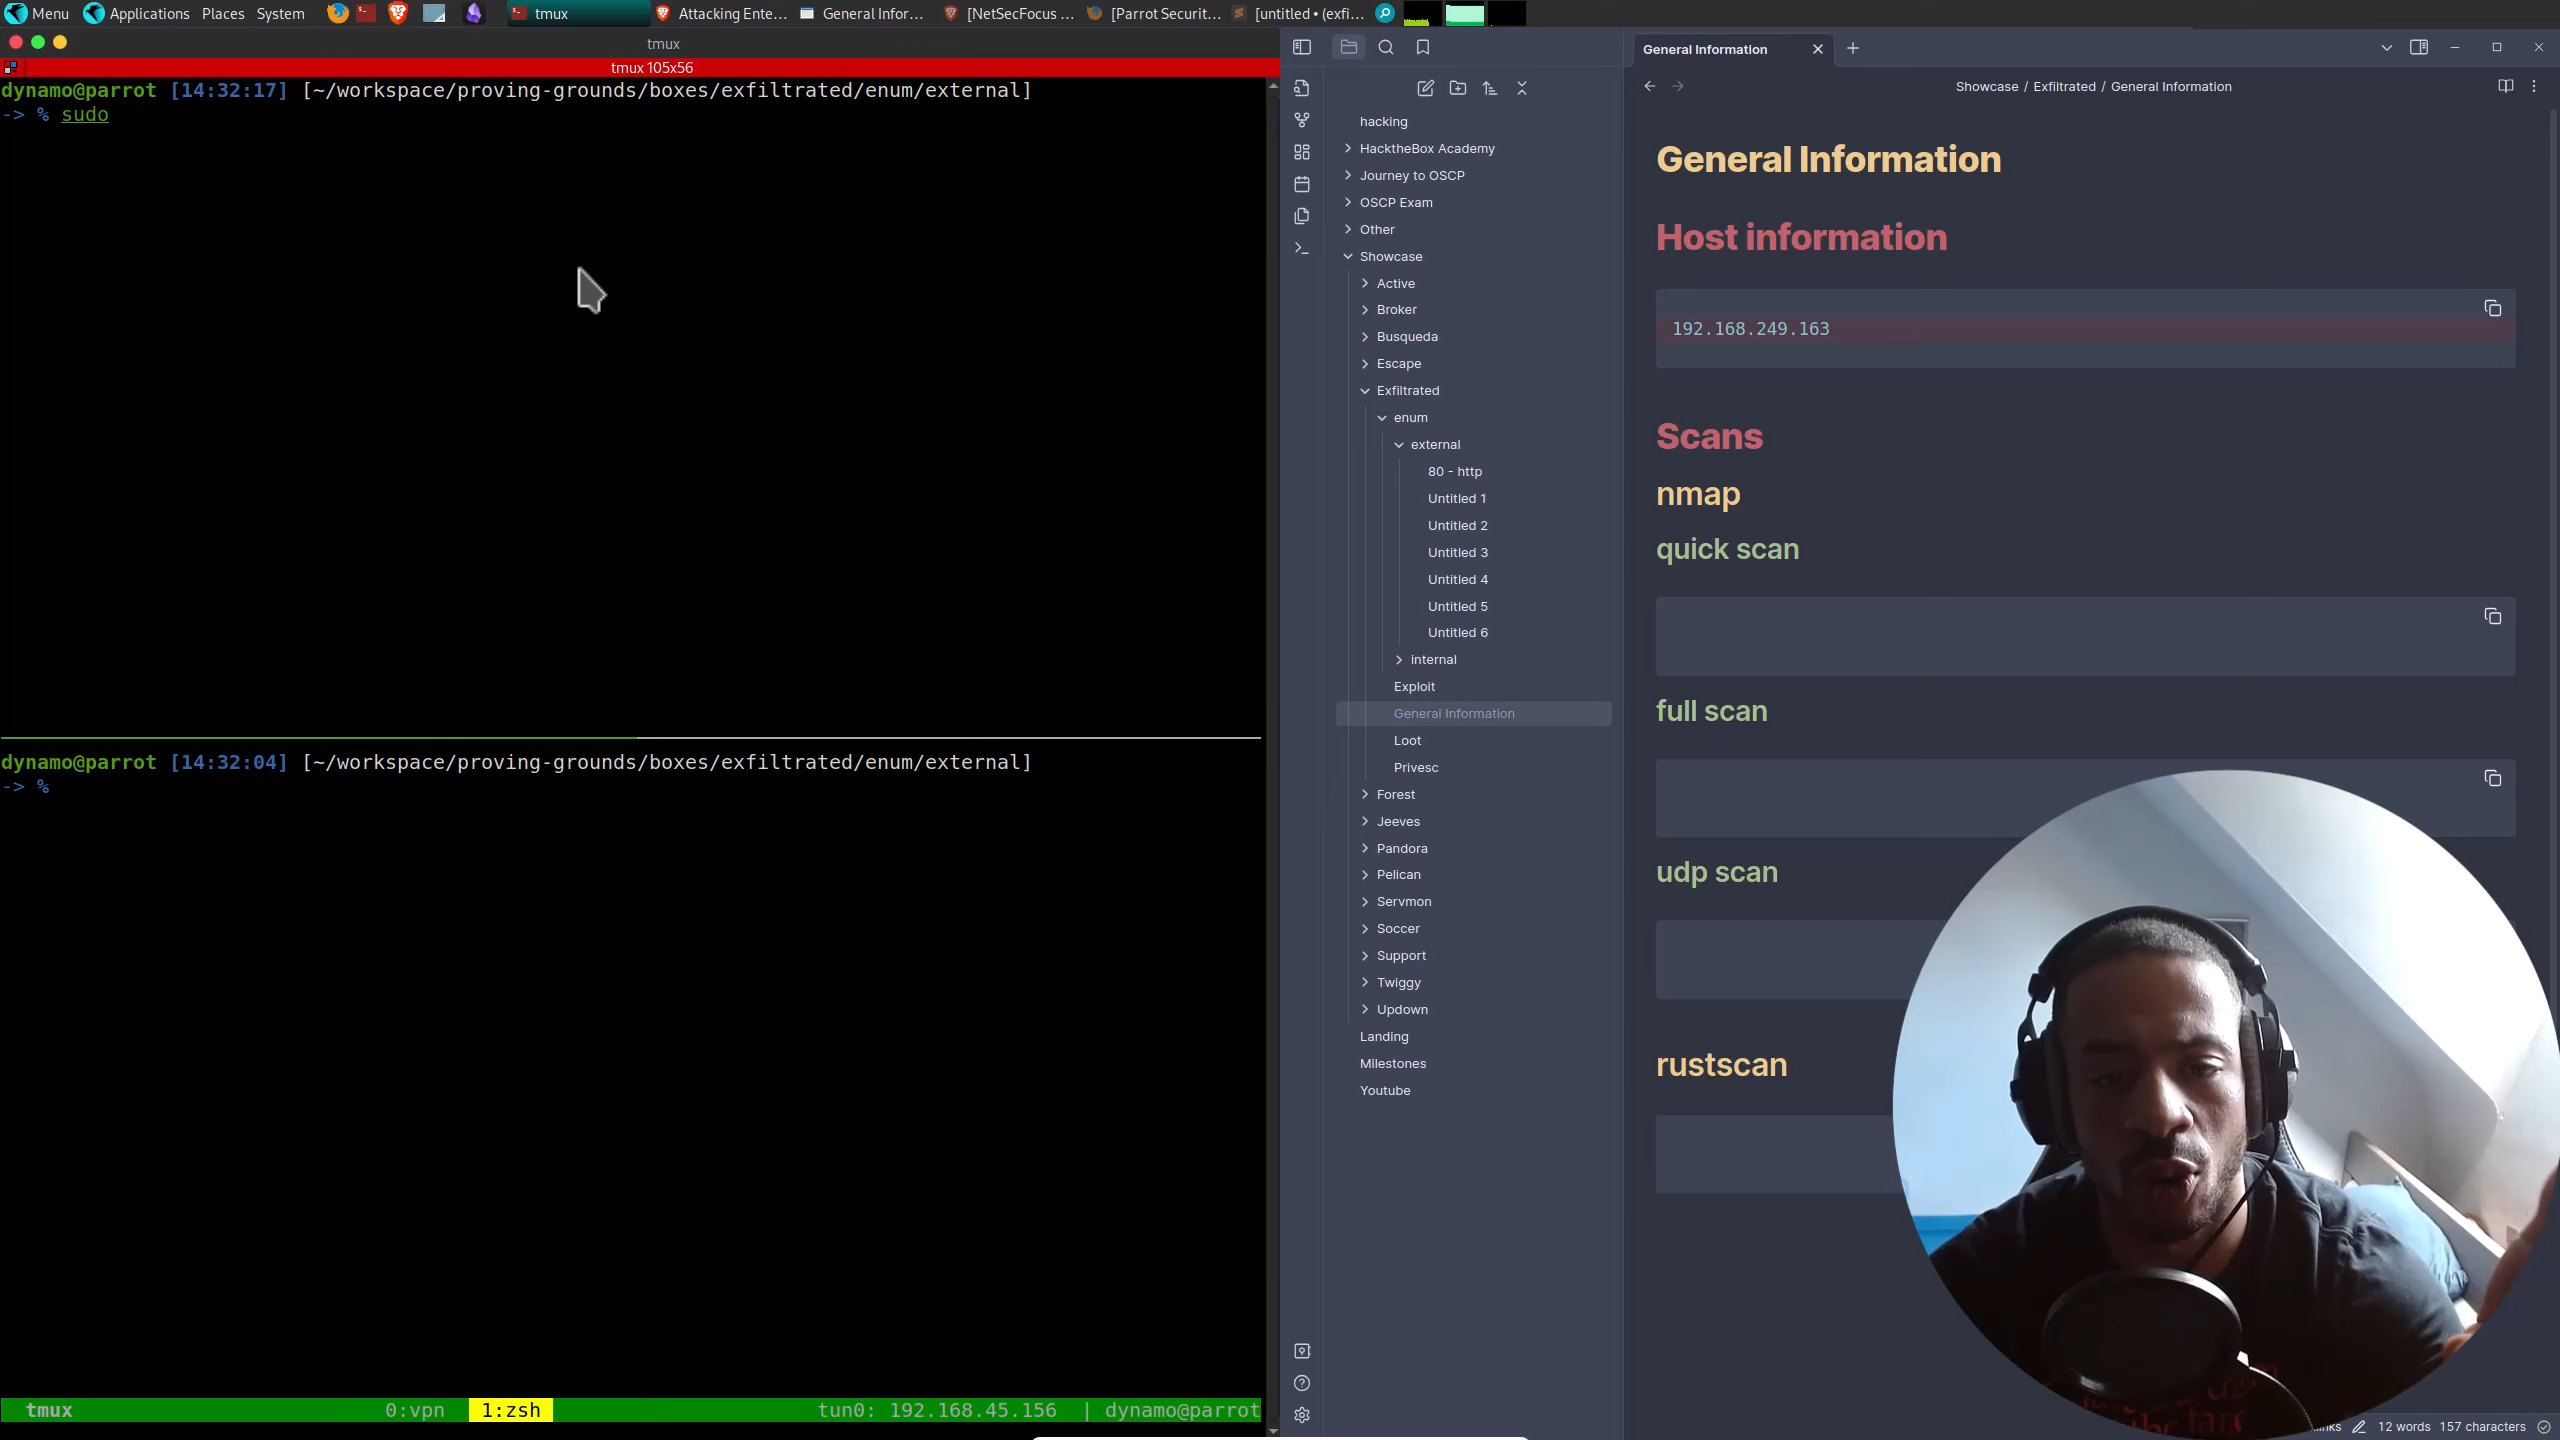 Menu Applications Places System tmux Attacking Ente... General Infor... [NetSecFocus ... [Parrot Securit... [untitled • (exfi...
tmux
tmux 105x56
dynamo@parrot [14:32:17] [~/workspace/proving-grounds/boxes/exfiltrated/enum/external]
-> % sudo
dynamo@parrot [14:32:04] [~/workspace/proving-grounds/boxes/exfiltrated/enum/external]
-> %
tmux 0:vpn 1:zsh tun0: 192.168.45.156 | dynamo@parrot
hacking
HacktheBox Academy
Journey to OSCP
OSCP Exam
Other
Showcase
Active
Broker
Busqueda
Escape
Exfiltrated
enum
external
80 - http
Untitled 1
Untitled 2
Untitled 3
Untitled 4
Untitled 5
Untitled 6
internal
Exploit
General Information
Loot
Privesc
Forest
Jeeves
Pandora
Pelican
Servmon
Soccer
Support
Twiggy
Updown
Landing
Milestones
Youtube
General Information
Showcase / Exfiltrated / General Information
General Information
Host information
192.168.249.163
Scans
nmap
quick scan
full scan
udp scan
rustscan
12 words 157 characters